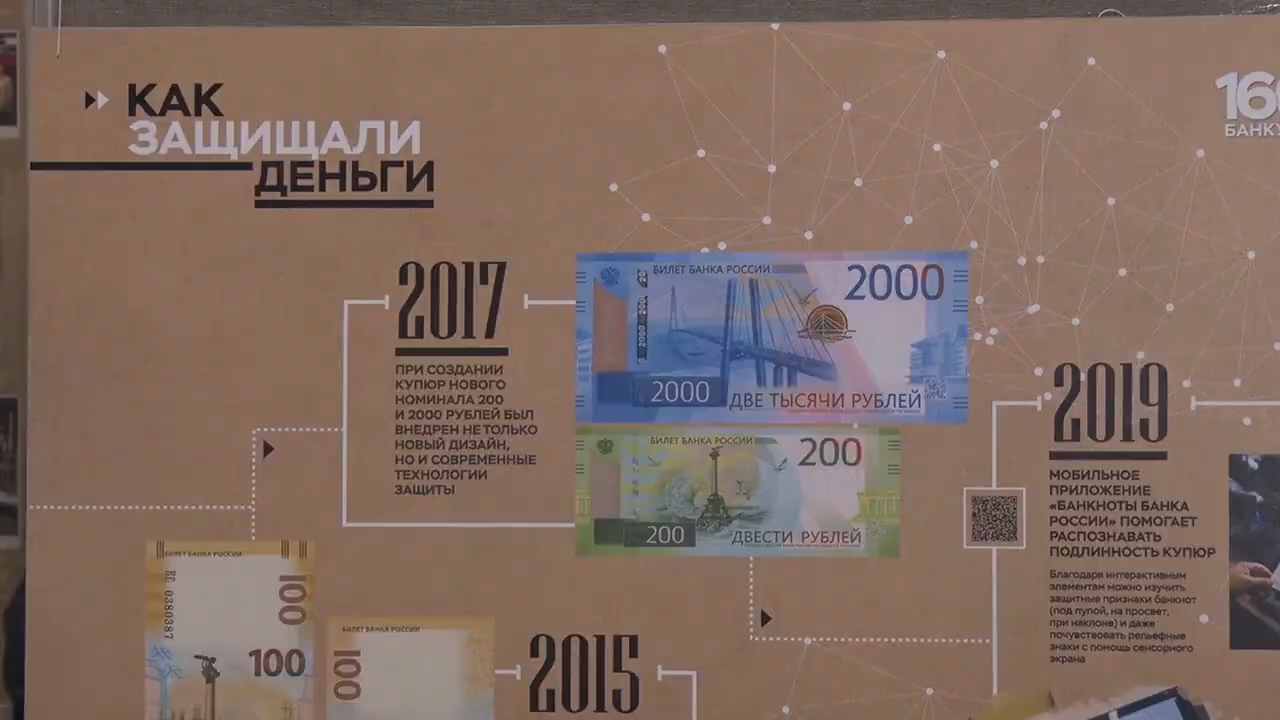 КАК
ЗАЩИЩАЛИ
ДЕНЬГИ
160
БАНК
2017
ПРИ СОЗДАНИИ
КУПЮР НОВОГО
НОМИНАЛА 200
И 2000 РУБЛЕЙ БЫЛ
ВНЕДРЕН НЕ ТОЛЬКО
НОВЫЙ ДИЗАЙН,
НО И СОВРЕМЕННЫЕ
ТЕХНОЛОГИИ
ЗАЩИТЫ
БИЛЕТ БАНКА РОССИИ
2000
2000
ДВЕ ТЫСЯЧИ РУБЛЕЙ
БИЛЕТ БАНКА РОССИИ
200
200
ДВЕСТИ РУБЛЕЙ
2019
МОБИЛЬНОЕ
ПРИЛОЖЕНИЕ
«БАНКНОТЫ БАНКА
РОССИИ» ПОМОГАЕТ
РАСПОЗНАВАТЬ
ПОДЛИННОСТЬ КУПЮР
Благодаря интерактивным
элементам можно изучить
защитные признаки банкнот
(под лупой, на просвет,
при наклоне) и даже
почувствовать рельефные
знаки с помощью сенсорного
экрана
БИЛЕТ БАНКА РОССИИ
0380387
100
100
БИЛЕТ БАНКА РОССИИ
100
2015